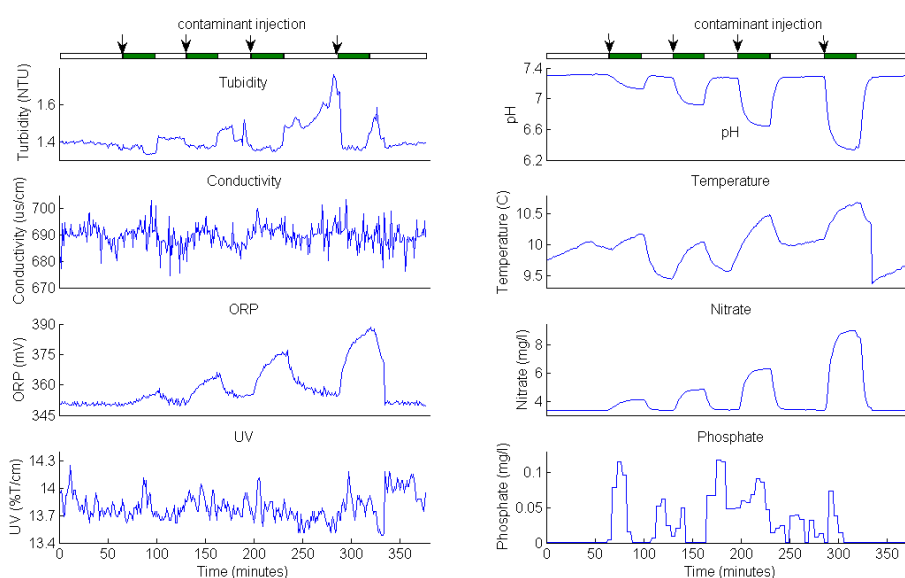 contaminant injection
Tubidity
Turbidity (NTU)
1.6
1.4
Conductivity
Conductivity (us/cm)
700
690
680
670
ORP
ORP (mV)
390
375
360
345
UV
UV (%T/cm)
14.3
14
13.7
13.4
0 50 100 150 200 250 300 350
Time (minutes)
contaminant injection
pH
7.4
7
6.6
6.2
pH
Temperature
Temperature (C)
10.5
10
9.5
Nitrate
Nitrate (mg/l)
8
6
4
Phosphate
Phosphate (mg/l)
0.1
0.05
0
0 50 100 150 200 250 300 350
Time (minutes)